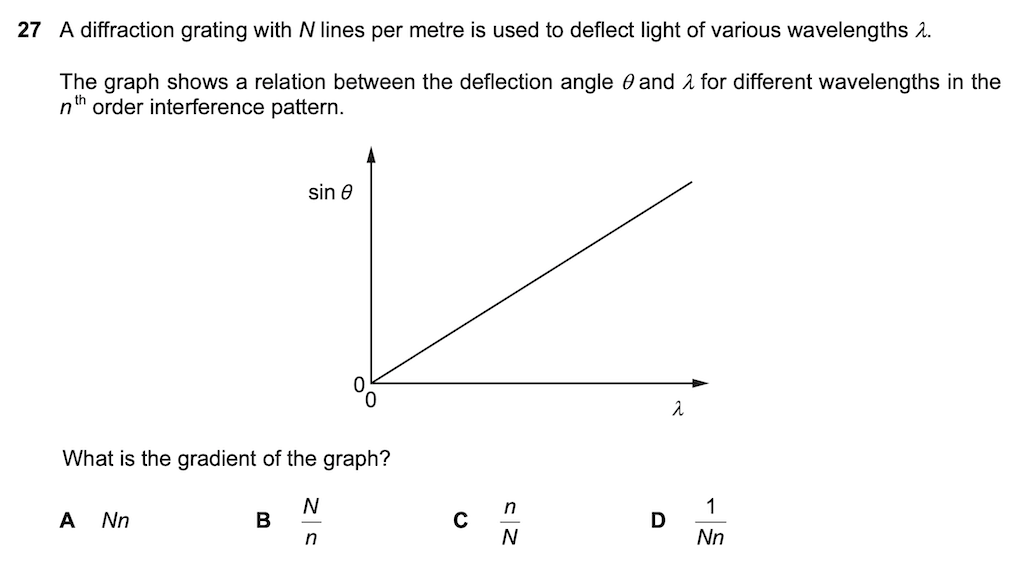 27 A diffraction grating with N lines per metre is used to deflect light of various wavelengths λ.
The graph shows a relation between the deflection angle θ and λ for different wavelengths in the
nth order interference pattern.
sin θ
0
0
λ
What is the gradient of the graph?
A Nn B N/n C n/N D 1/Nn